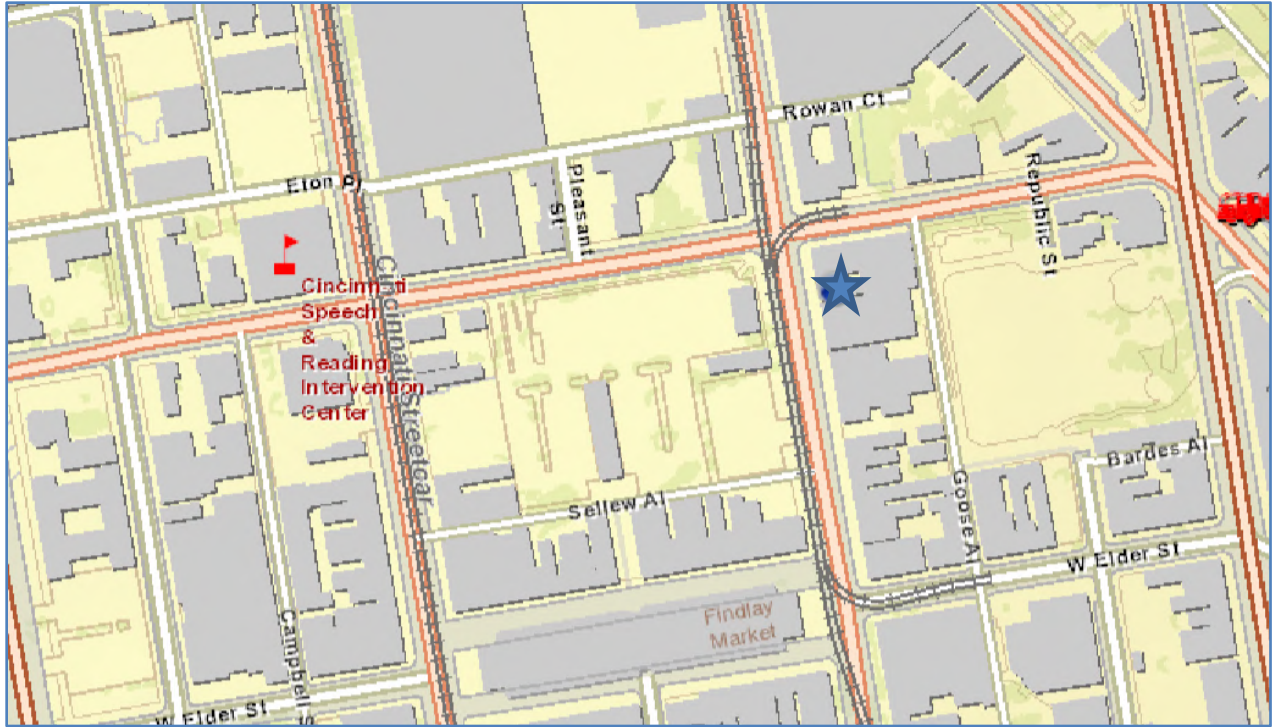 Rowan Ct
Eton Pl
Pleasant
St
Republic St
Cincinnati
Speech
&
Reading
Intervention
Center
Cincinnati Streetcar
Bardes Al
Goose Al
Sellew Al
W Elder St
Findlay
Market
Campbell S
W Elder St